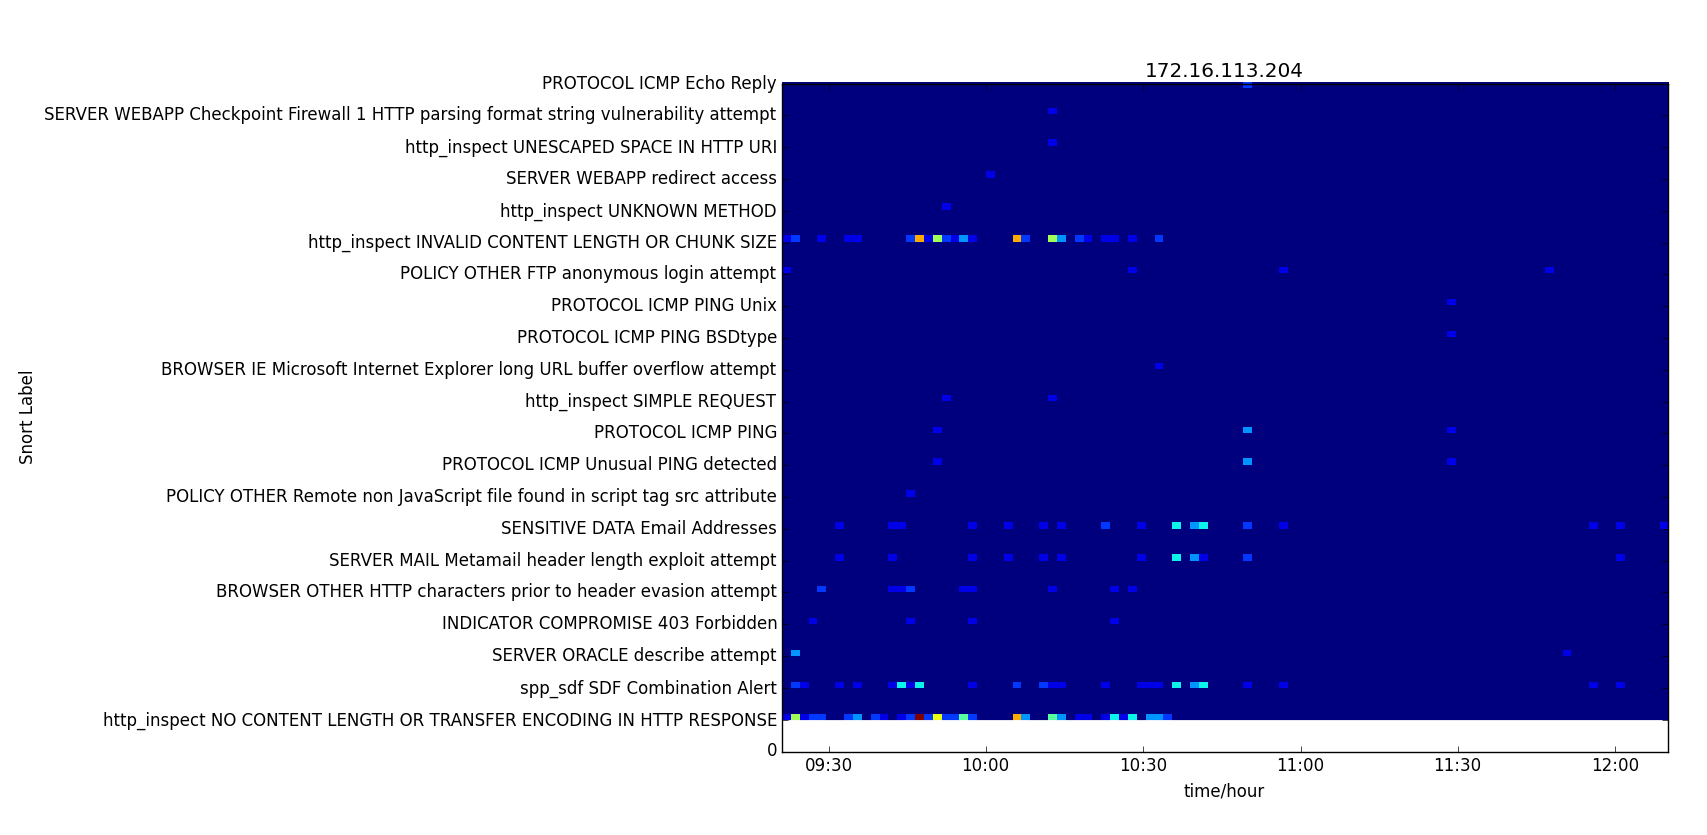 172.16.113.204
PROTOCOL ICMP Echo Reply
SERVER WEBAPP Checkpoint Firewall 1 HTTP parsing format string vulnerability attempt
http_inspect UNESCAPED SPACE IN HTTP URI
SERVER WEBAPP redirect access
http_inspect UNKNOWN METHOD
http_inspect INVALID CONTENT LENGTH OR CHUNK SIZE
POLICY OTHER FTP anonymous login attempt
PROTOCOL ICMP PING Unix
PROTOCOL ICMP PING BSDtype
BROWSER IE Microsoft Internet Explorer long URL buffer overflow attempt
http_inspect SIMPLE REQUEST
PROTOCOL ICMP PING
PROTOCOL ICMP Unusual PING detected
POLICY OTHER Remote non JavaScript file found in script tag src attribute
SENSITIVE DATA Email Addresses
SERVER MAIL Metamail header length exploit attempt
BROWSER OTHER HTTP characters prior to header evasion attempt
INDICATOR COMPROMISE 403 Forbidden
SERVER ORACLE describe attempt
spp_sdf SDF Combination Alert
http_inspect NO CONTENT LENGTH OR TRANSFER ENCODING IN HTTP RESPONSE
0
Snort Label
09:30 10:00 10:30 11:00 11:30 12:00
time/hour